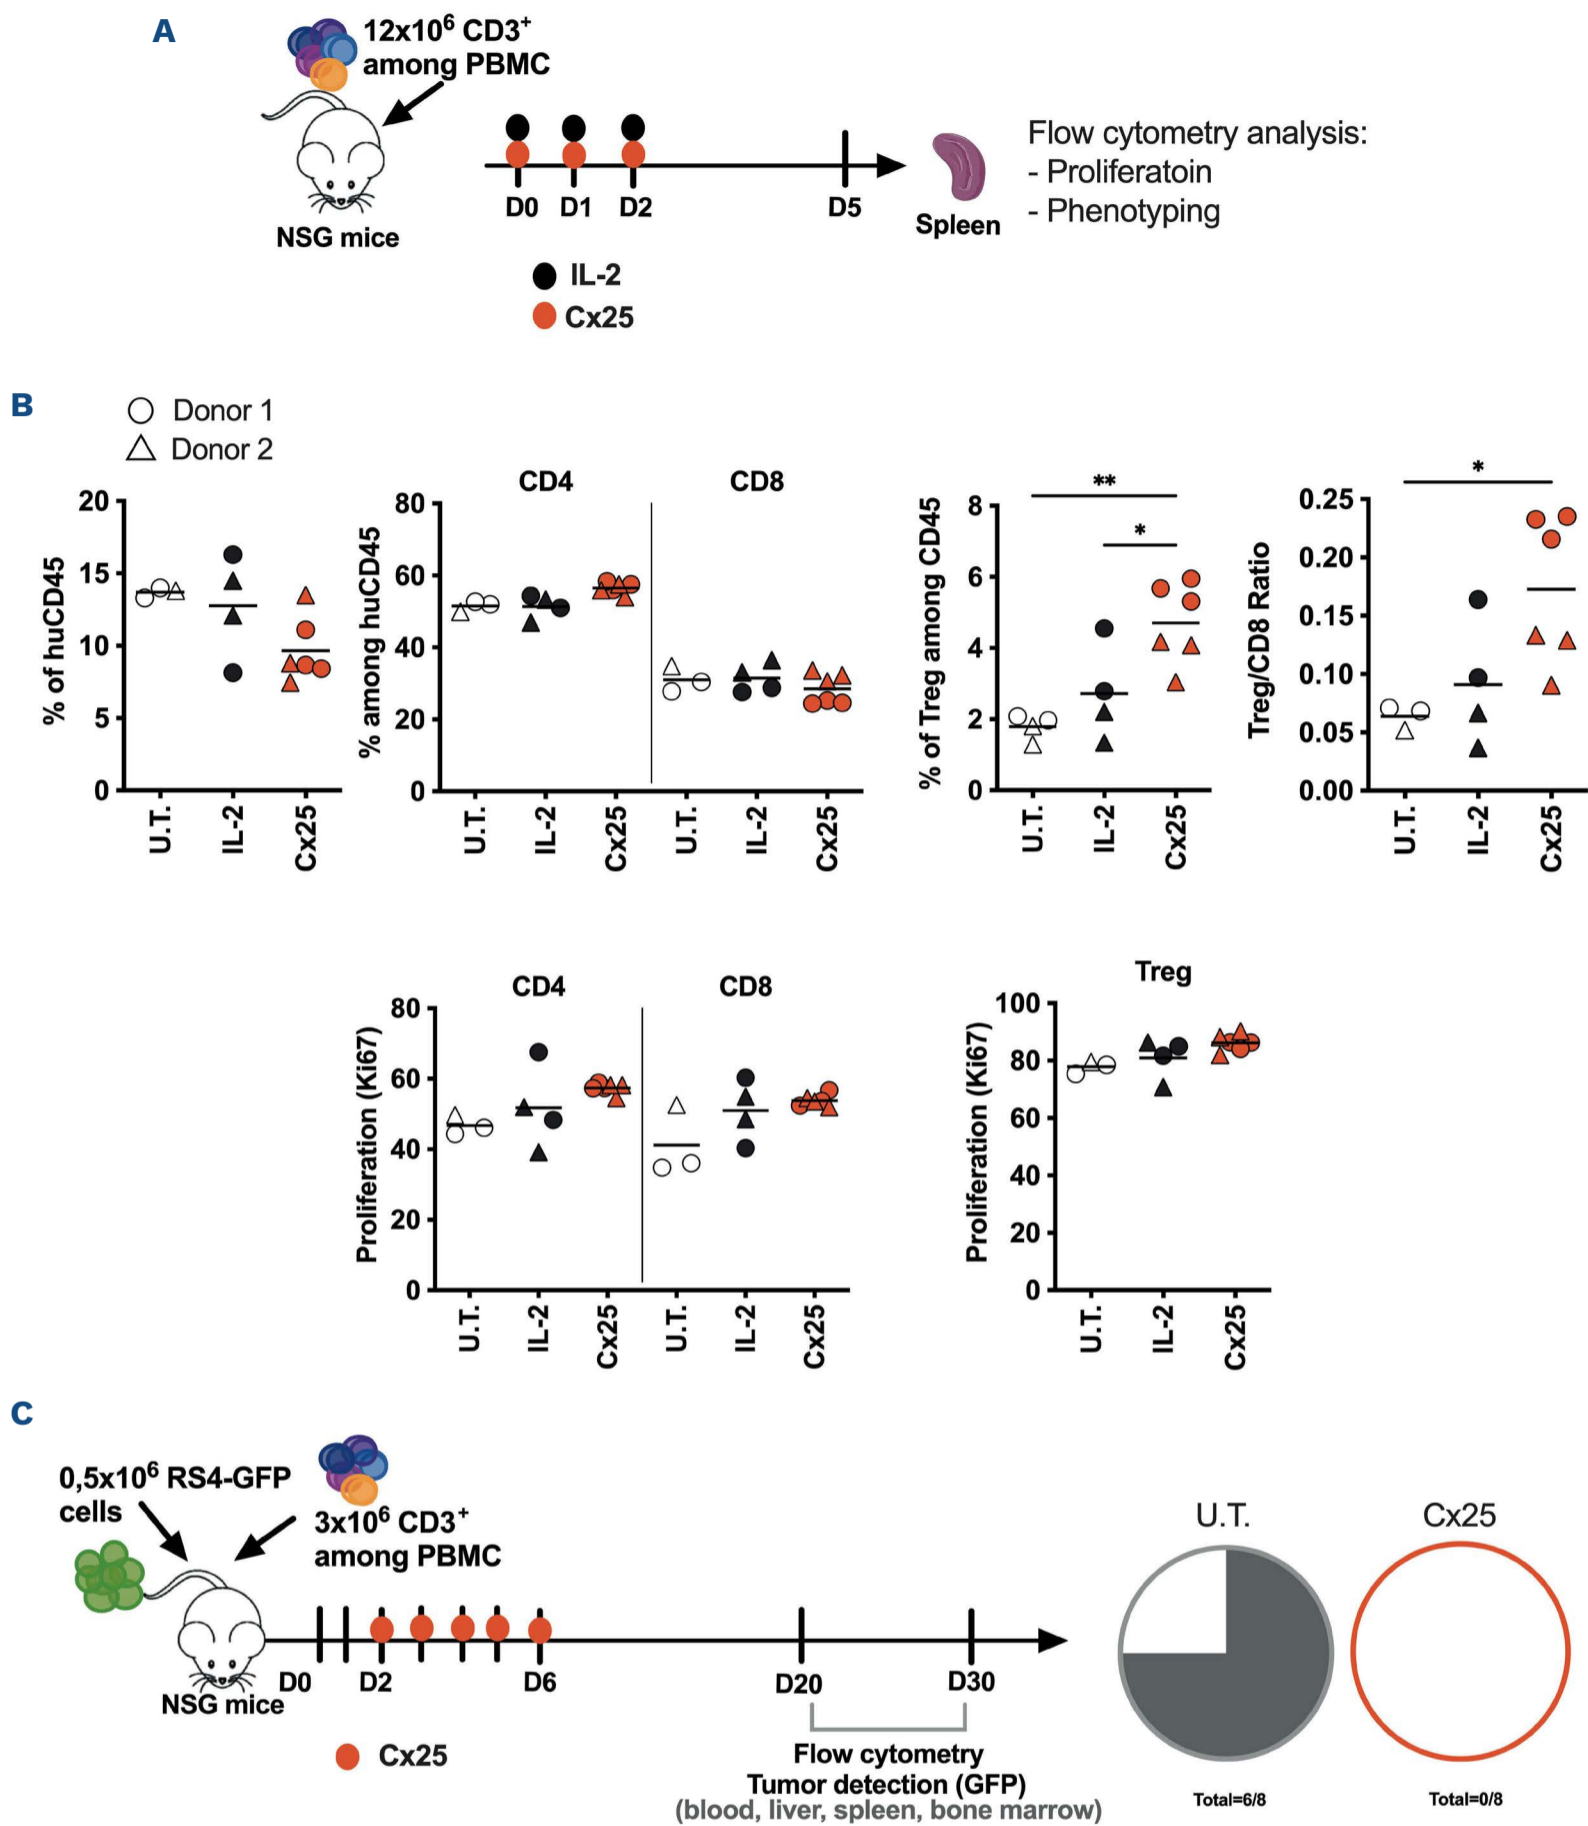 A
12x10⁶ CD3⁺
among PBMC
NSG mice
D0 D1 D2 D5
IL-2
Cx25
Spleen
Flow cytometry analysis:
- Proliferatoin
- Phenotyping
B
Donor 1
Donor 2
% of huCD45
20
15
10
5
0
U.T. IL-2 Cx25
% among huCD45
CD4 CD8
80
60
40
20
0
U.T. IL-2 Cx25 U.T. IL-2 Cx25
% of Treg among CD45
**
*
8
6
4
2
0
U.T. IL-2 Cx25
Treg/CD8 Ratio
*
0.25
0.20
0.15
0.10
0.05
0.00
U.T. IL-2 Cx25
Proliferation (Ki67)
CD4 CD8
80
60
40
20
0
U.T. IL-2 Cx25 U.T. IL-2 Cx25
Proliferation (Ki67)
Treg
100
80
60
40
20
0
U.T. IL-2 Cx25
C
0,5x10⁶ RS4-GFP
cells
3x10⁶ CD3⁺
among PBMC
NSG mice
D0 D2 D6 D20 D30
Cx25
Flow cytometry
Tumor detection (GFP)
(blood, liver, spleen, bone marrow)
U.T. Cx25
Total=6/8 Total=0/8